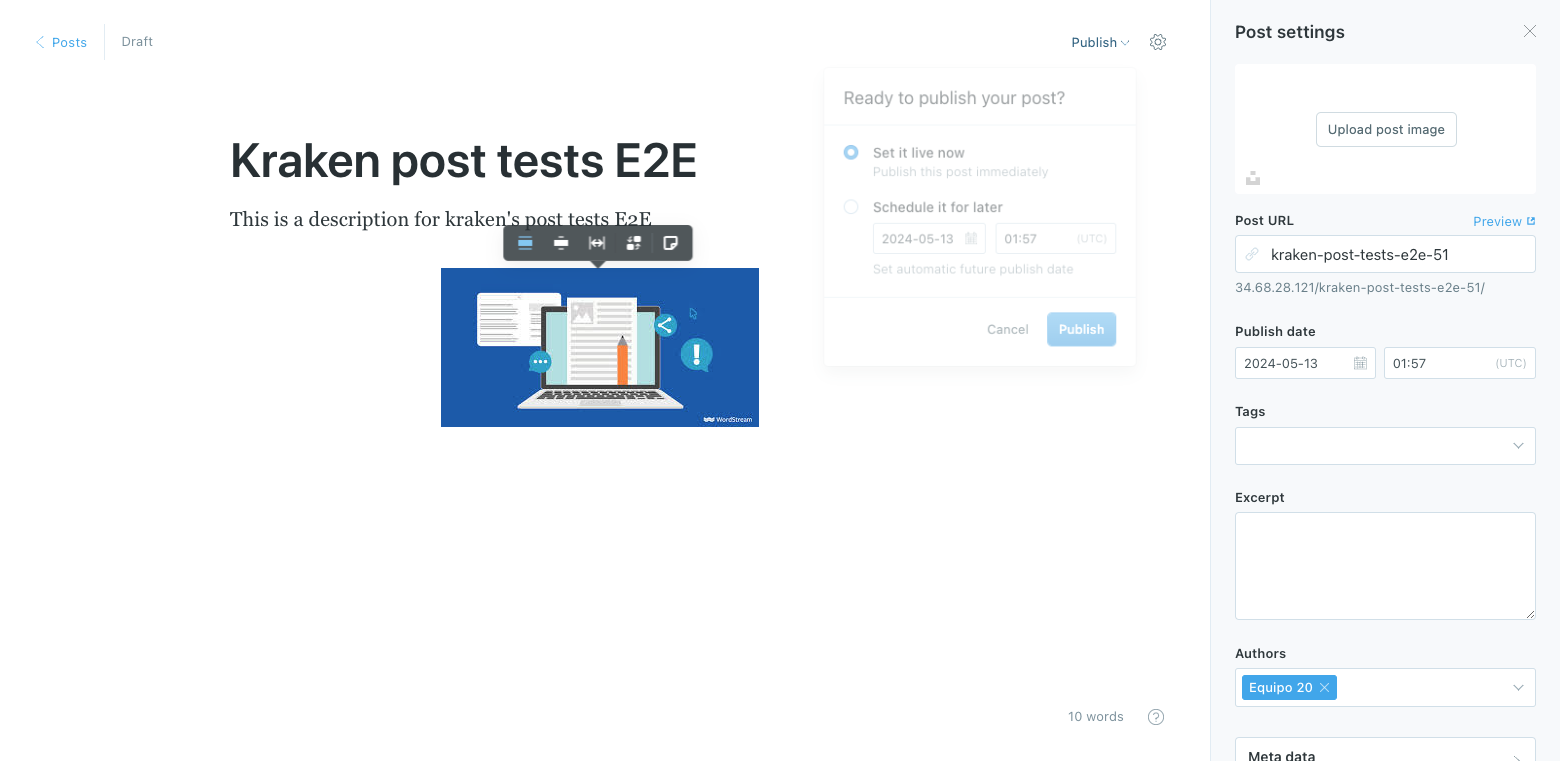 Posts
Draft
Publish
Ready to publish your post?
Set it live now
Publish this post immediately
Schedule it for later
2024-05-13
01:57
(UTC)
Set automatic future publish date
Cancel
Publish
Kraken post tests E2E
This is a description for kraken's post tests E2E
WordStream
10 words
Post settings
Upload post image
Post URL
Preview
kraken-post-tests-e2e-51
34.68.28.121/kraken-post-tests-e2e-51/
Publish date
2024-05-13
01:57
(UTC)
Tags
Excerpt
Authors
Equipo 20
Meta data